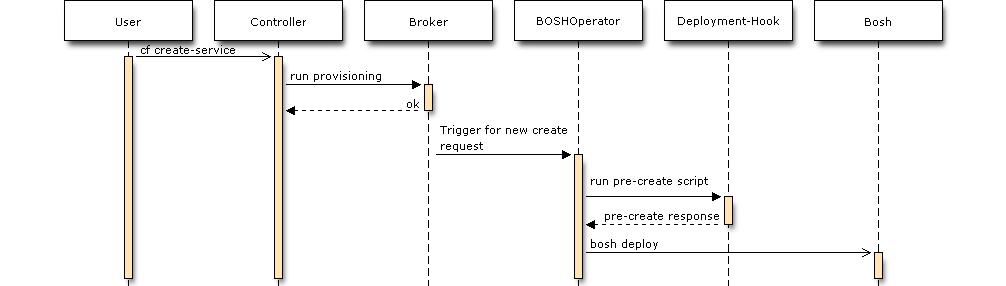 User
Controller
Broker
BOSHOperator
Deployment-Hook
Bosh
cf create-service
run provisioning
ok
Trigger for new create
request
run pre-create script
pre-create response
bosh deploy